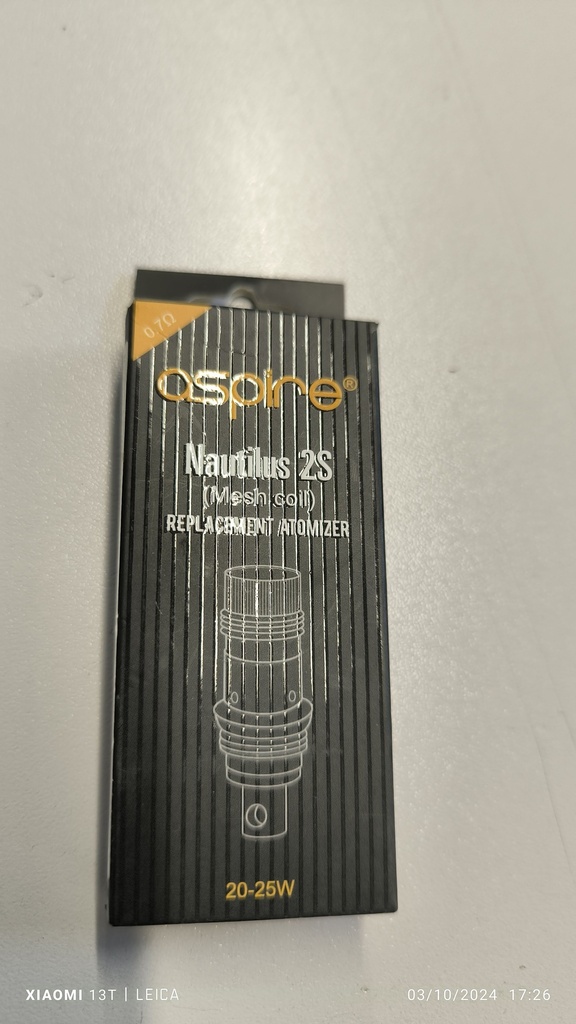 0.7Ω
aspire®
Nautilus 2S
(Mesh coil)
REPLACEMENT ATOMIZER
20-25W
XIAOMI 13T | LEICA
03/10/2024 17:26